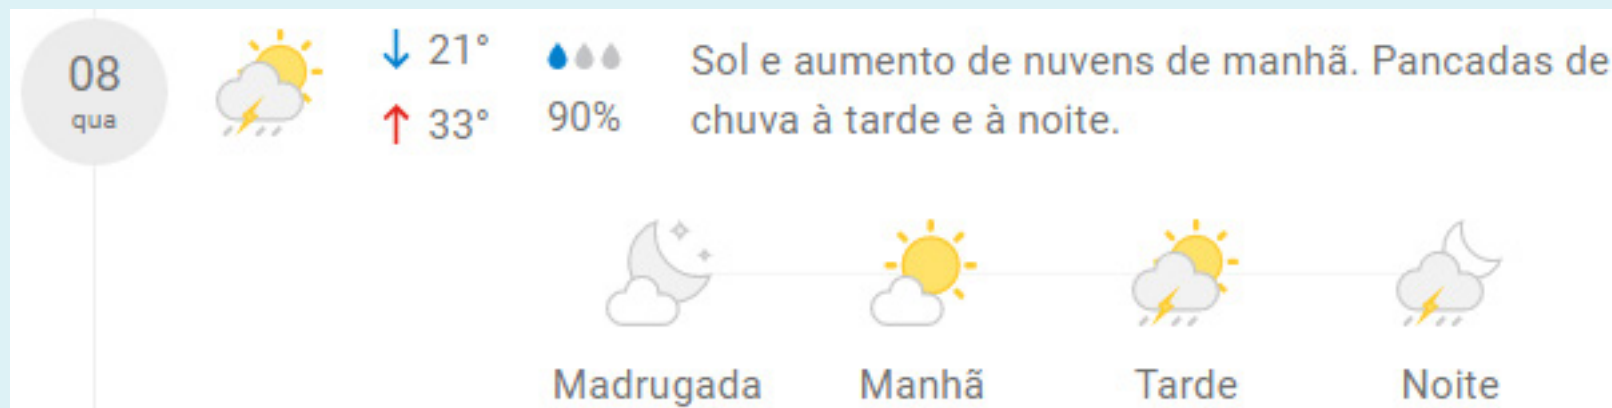 08
qua
↓ 21°
↑ 33°
90%
Sol e aumento de nuvens de manhã. Pancadas de
chuva à tarde e à noite.
Madrugada Manhã Tarde Noite